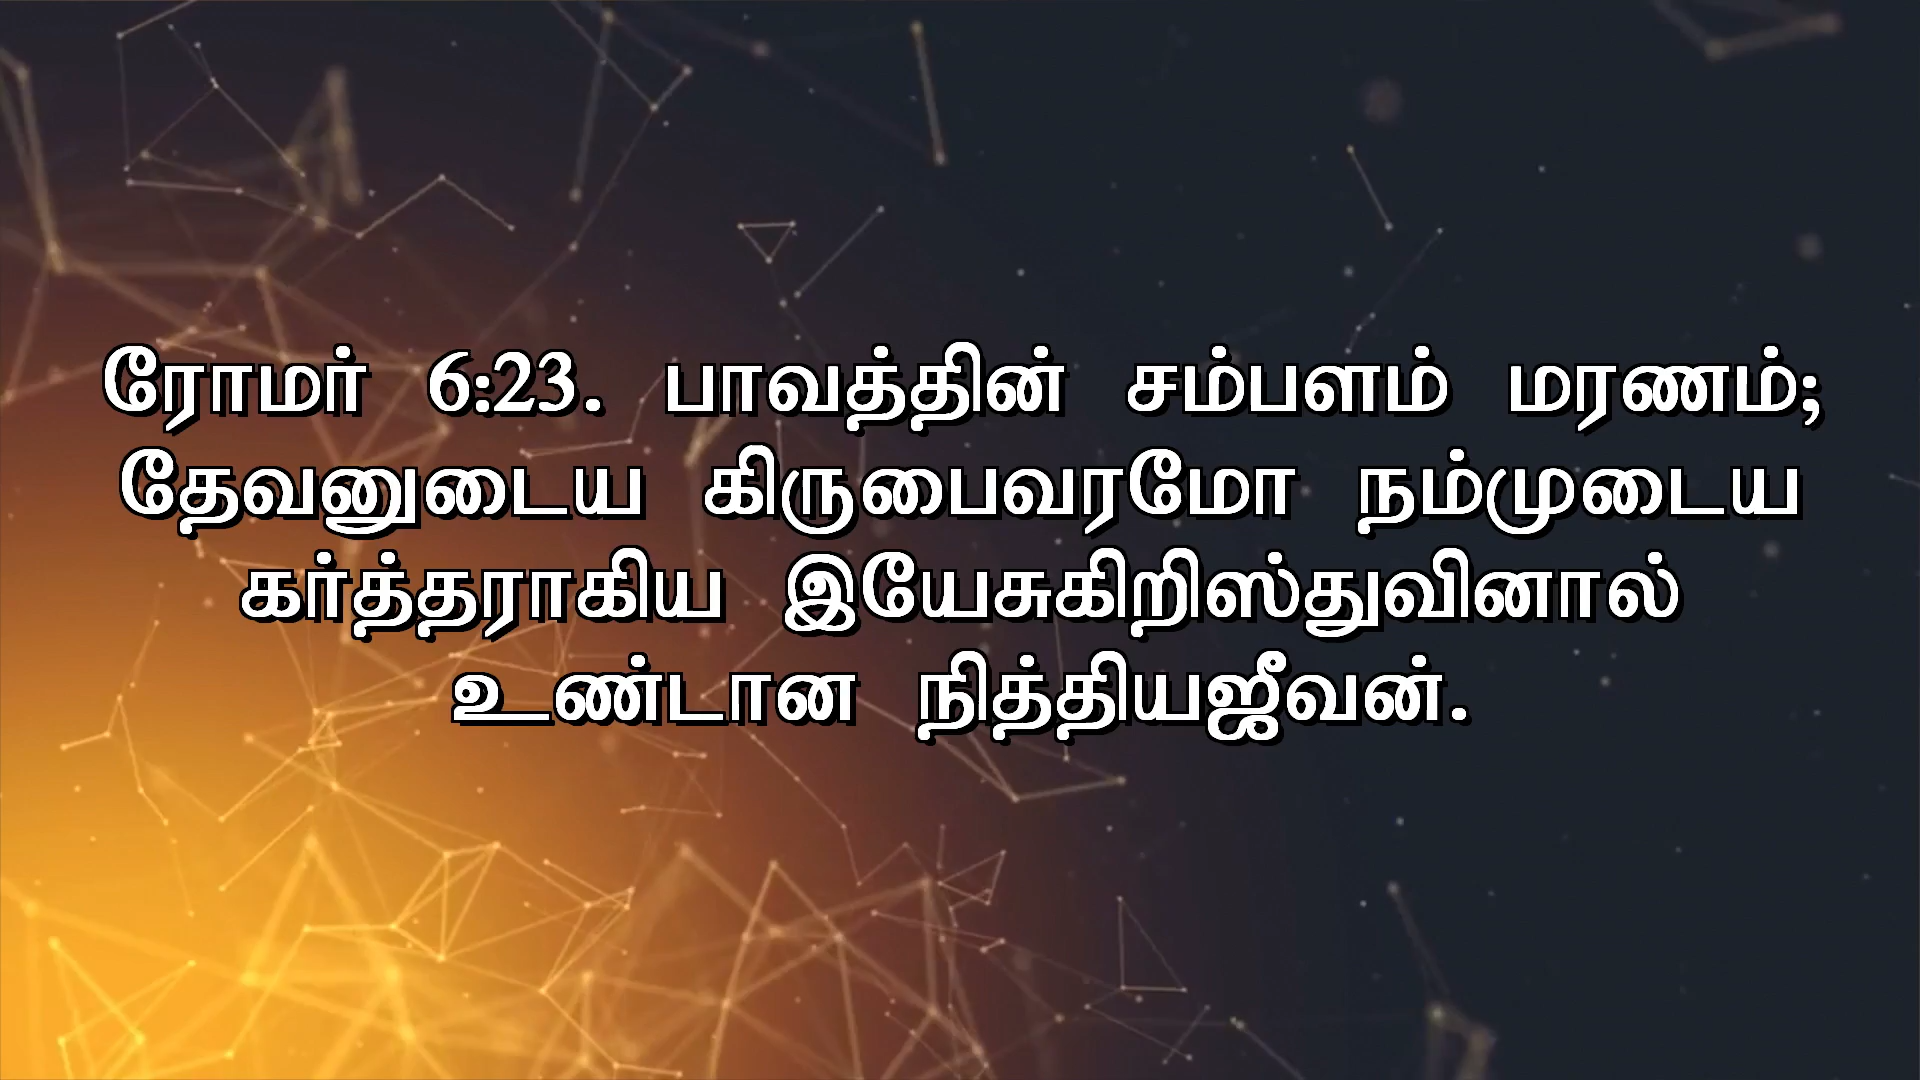 ரோமர் 6:23. பாவத்தின் சம்பளம் மரணம்;
தேவனுடைய கிருபைவரமோ நம்முடைய
கர்த்தராகிய இயேசுகிறிஸ்துவினால்
உண்டான நித்தியஜீவன்.